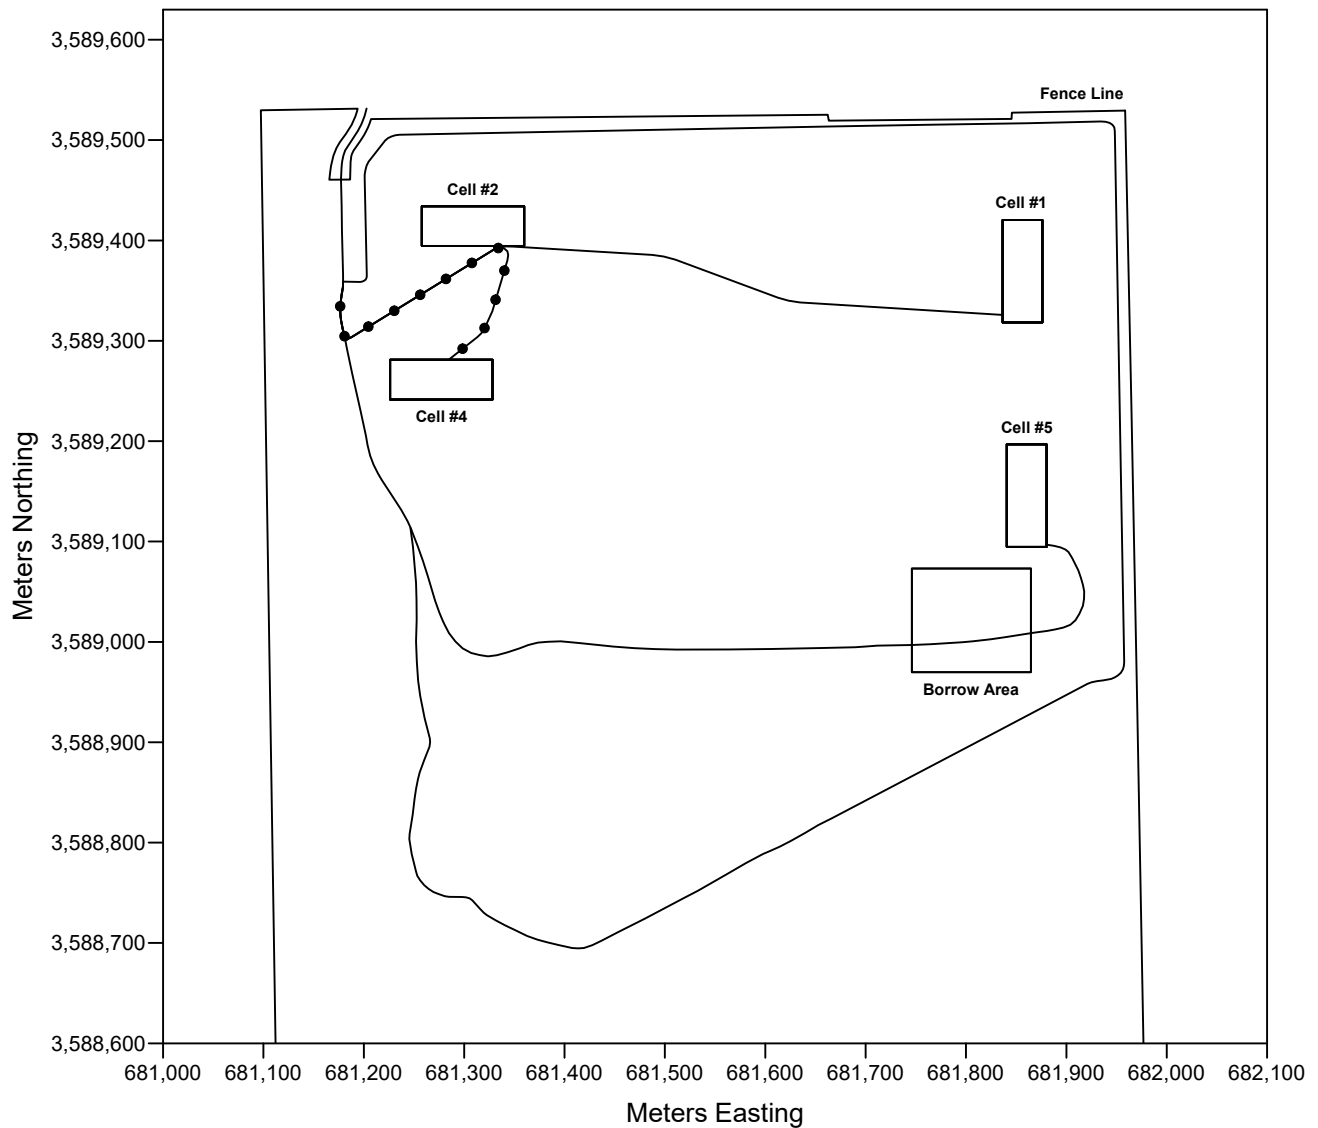 3,589,600
Fence Line
3,589,500
Cell #2
Cell #1
3,589,400
3,589,300
Cell #4
Cell #5
3,589,200
3,589,100
3,589,000
Borrow Area
3,588,900
3,588,800
3,588,700
3,588,600
Meters Northing
681,000 681,100 681,200 681,300 681,400 681,500 681,600 681,700 681,800 681,900 682,000 682,100
Meters Easting